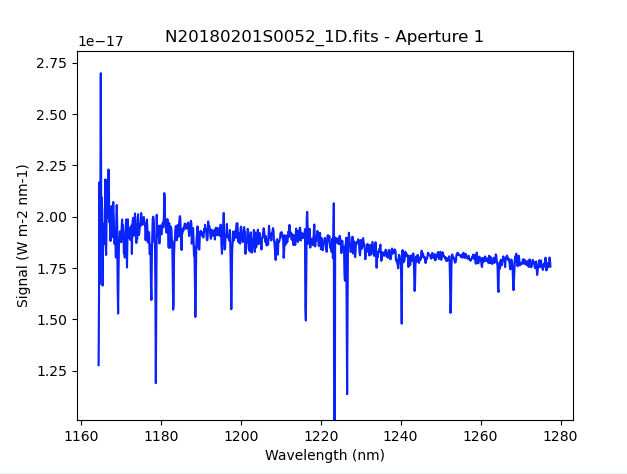 N20180201S0052_1D.fits - Aperture 1
1e−17
2.75
2.50
2.25
2.00
1.75
1.50
1.25
Signal (W m-2 nm-1)
1160 1180 1200 1220 1240 1260 1280
Wavelength (nm)